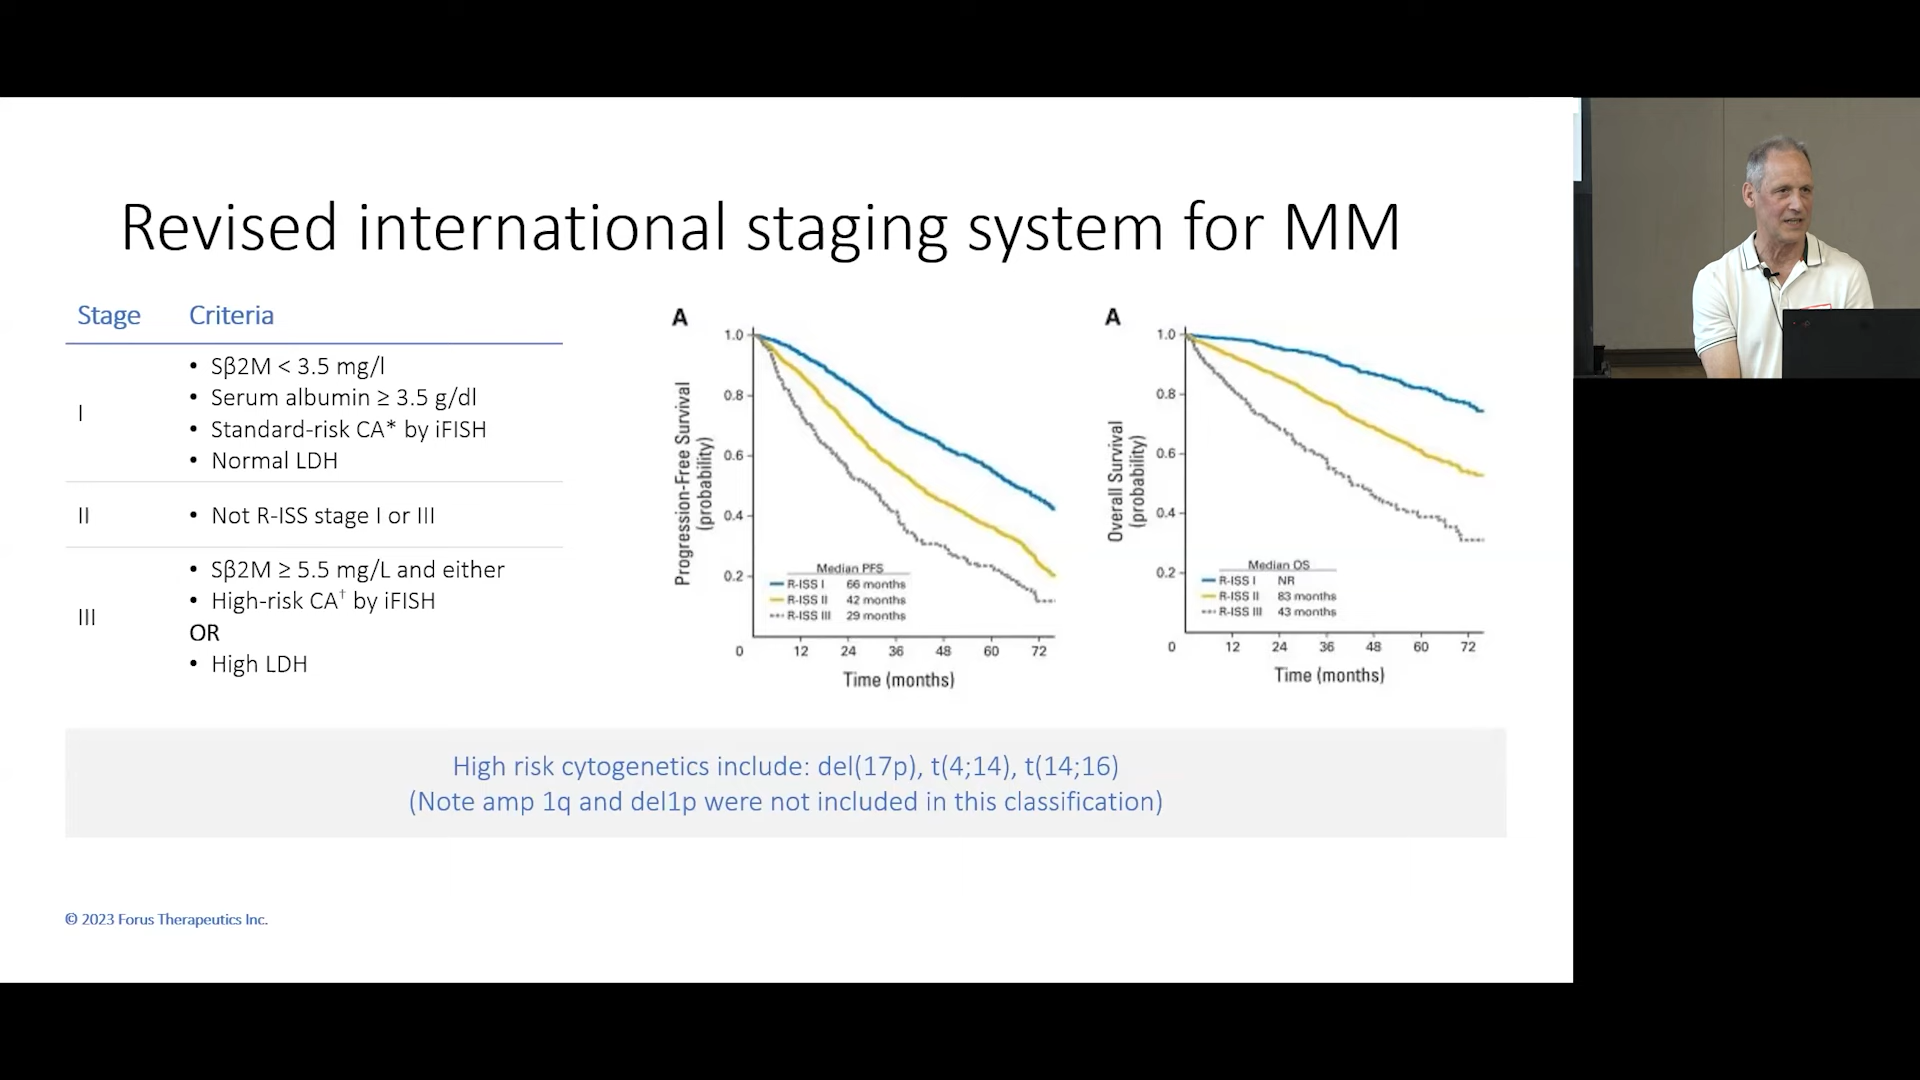 Revised international staging system for MM
Stage Criteria
I
• Sβ2M < 3.5 mg/l
• Serum albumin ≥ 3.5 g/dl
• Standard-risk CA* by iFISH
• Normal LDH
II
• Not R-ISS stage I or III
III
• Sβ2M ≥ 5.5 mg/L and either
• High-risk CA† by iFISH
OR
• High LDH
A
Progression-Free Survival
(probability)
1.0
0.8
0.6
0.4
0.2
Median PFS
R-ISS I 66 months
R-ISS II 42 months
R-ISS III 29 months
0 12 24 36 48 60 72
Time (months)
A
Overall Survival
(probability)
1.0
0.8
0.6
0.4
0.2
Median OS
R-ISS I NR
R-ISS II 83 months
R-ISS III 43 months
0 12 24 36 48 60 72
Time (months)
High risk cytogenetics include: del(17p), t(4;14), t(14;16)
(Note amp 1q and del1p were not included in this classification)
© 2023 Forus Therapeutics Inc.